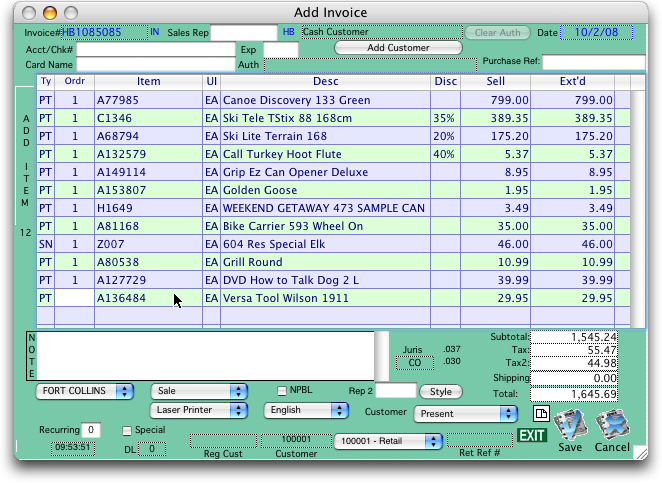 Add Invoice
Invoice# HB1085085 IN Sales Rep HB Cash Customer Clear Auth Date 10/2/08
Acct/Chk# Exp Add Customer
Card Name Auth Purchase Ref:
Ty Ordr Item UI Desc Disc Sell Ext'd
PT 1 A77985 EA Canoe Discovery 133 Green 799.00 799.00
PT 1 C1346 EA Ski Tele TStix 88 168cm 35% 389.35 389.35
PT 1 A68794 EA Ski Lite Terrain 168 20% 175.20 175.20
PT 1 A132579 EA Call Turkey Hoot Flute 40% 5.37 5.37
PT 1 A149114 EA Grip Ez Can Opener Deluxe 8.95 8.95
PT 1 A153807 EA Golden Goose 1.95 1.95
PT 1 H1649 EA WEEKEND GETAWAY 473 SAMPLE CAN 3.49 3.49
PT 1 A81168 EA Bike Carrier 593 Wheel On 35.00 35.00
SN 1 Z007 EA 604 Res Special Elk 46.00 46.00
PT 1 A80538 EA Grill Round 10.99 10.99
PT 1 A127729 EA DVD How to Talk Dog 2 L 39.99 39.99
PT A136484 EA Versa Tool Wilson 1911 29.95 29.95
ADD ITEM
12
NOTE
Juris .037
CO .030
Subtotal: 1,545.24
Tax: 55.47
Tax2: 44.98
Shipping 0.00
Total: 1,645.69
FORT COLLINS Sale NPBL Rep 2 Style
Laser Printer English Customer Present
Recurring 0 Special
09:53:51 DL 0 100001 100001 - Retail EXIT Save Cancel
Reg Cust Customer Ret Ref #